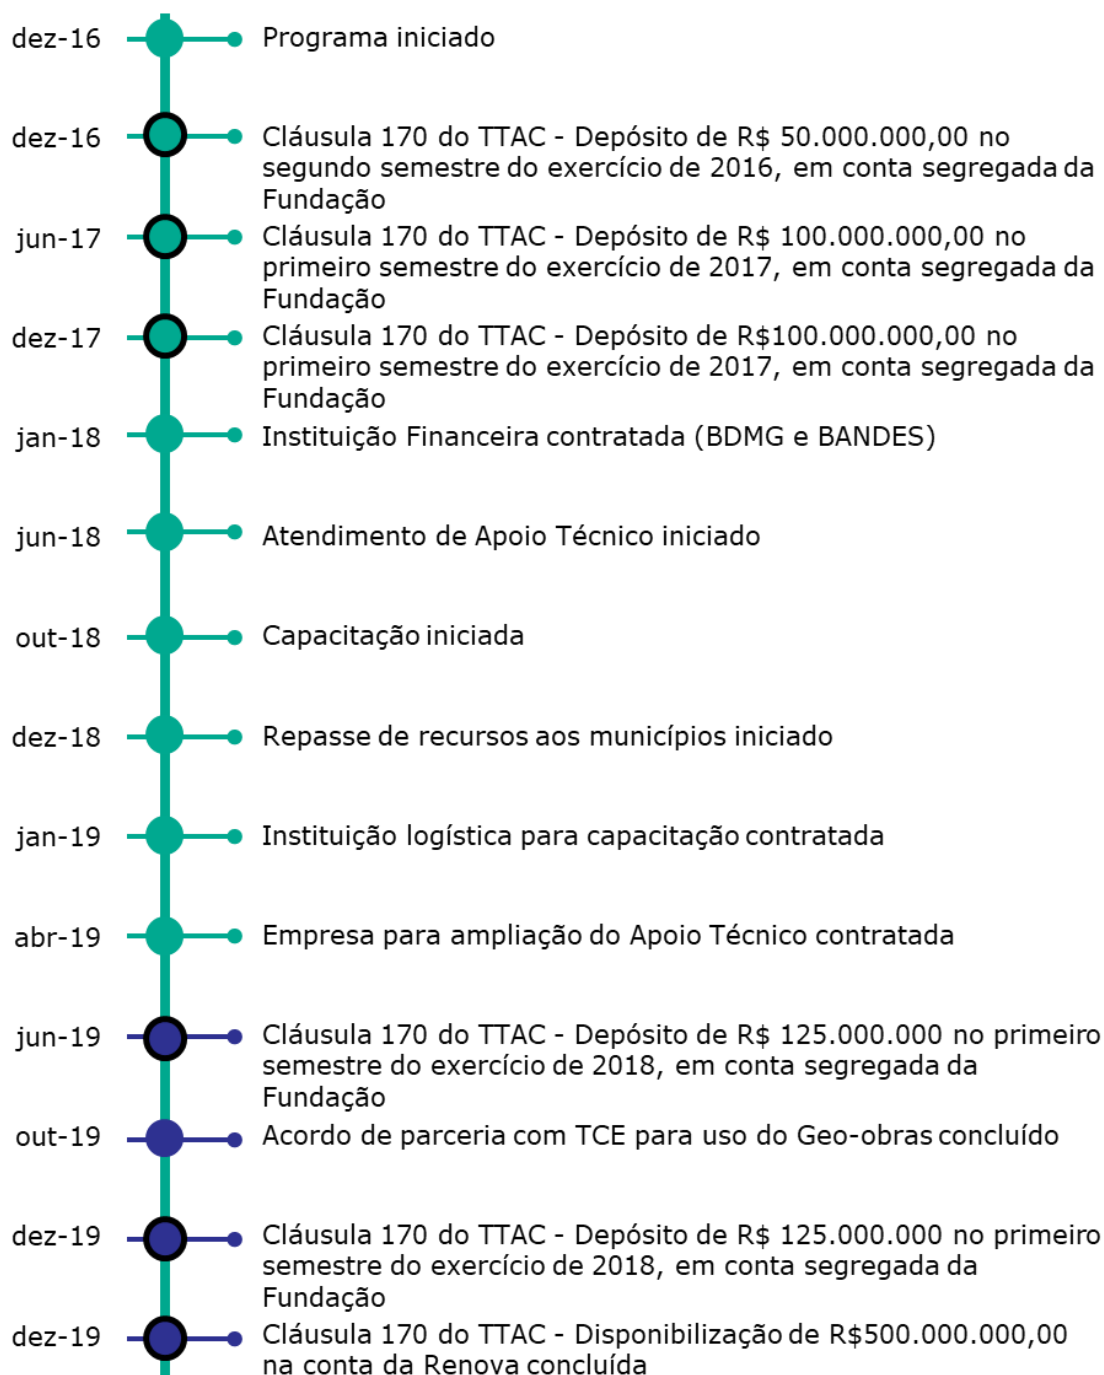 dez-16 Programa iniciado
dez-16 Cláusula 170 do TTAC - Depósito de R$ 50.000.000,00 no
segundo semestre do exercício de 2016, em conta segregada da
Fundação
jun-17 Cláusula 170 do TTAC - Depósito de R$ 100.000.000,00 no
primeiro semestre do exercício de 2017, em conta segregada da
Fundação
dez-17 Cláusula 170 do TTAC - Depósito de R$100.000.000,00 no
primeiro semestre do exercício de 2017, em conta segregada da
Fundação
jan-18 Instituição Financeira contratada (BDMG e BANDES)
jun-18 Atendimento de Apoio Técnico iniciado
out-18 Capacitação iniciada
dez-18 Repasse de recursos aos municípios iniciado
jan-19 Instituição logística para capacitação contratada
abr-19 Empresa para ampliação do Apoio Técnico contratada
jun-19 Cláusula 170 do TTAC - Depósito de R$ 125.000.000 no primeiro
semestre do exercício de 2018, em conta segregada da
Fundação
out-19 Acordo de parceria com TCE para uso do Geo-obras concluído
dez-19 Cláusula 170 do TTAC - Depósito de R$ 125.000.000 no primeiro
semestre do exercício de 2018, em conta segregada da
Fundação
dez-19 Cláusula 170 do TTAC - Disponibilização de R$500.000.000,00
na conta da Renova concluída